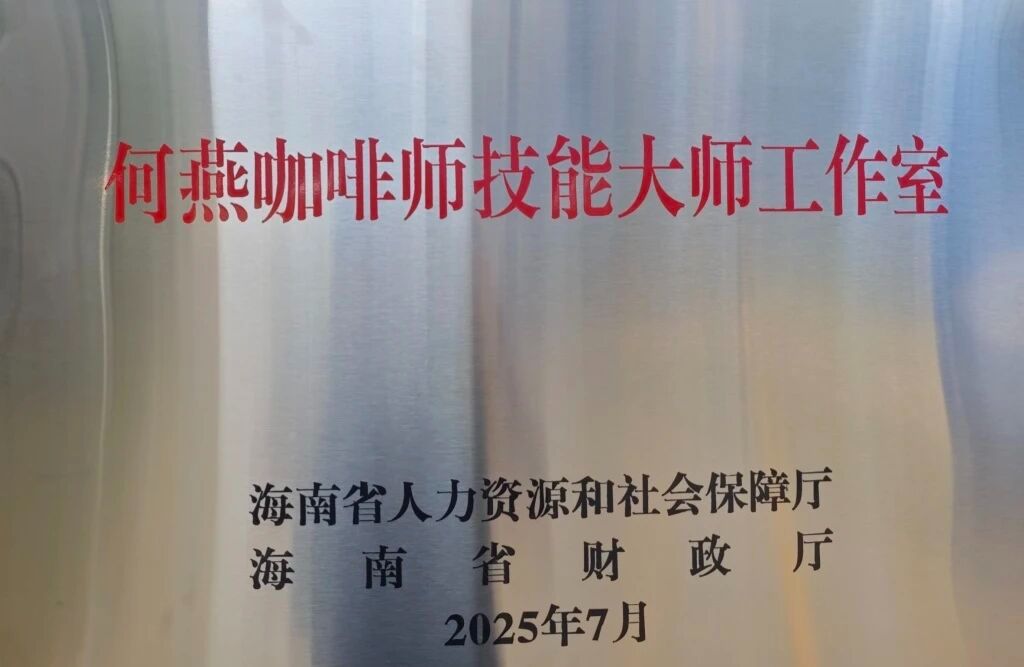 何燕咖啡师技能大师工作室
海南省人力资源和社会保障厅
海南省财政厅
2025年7月